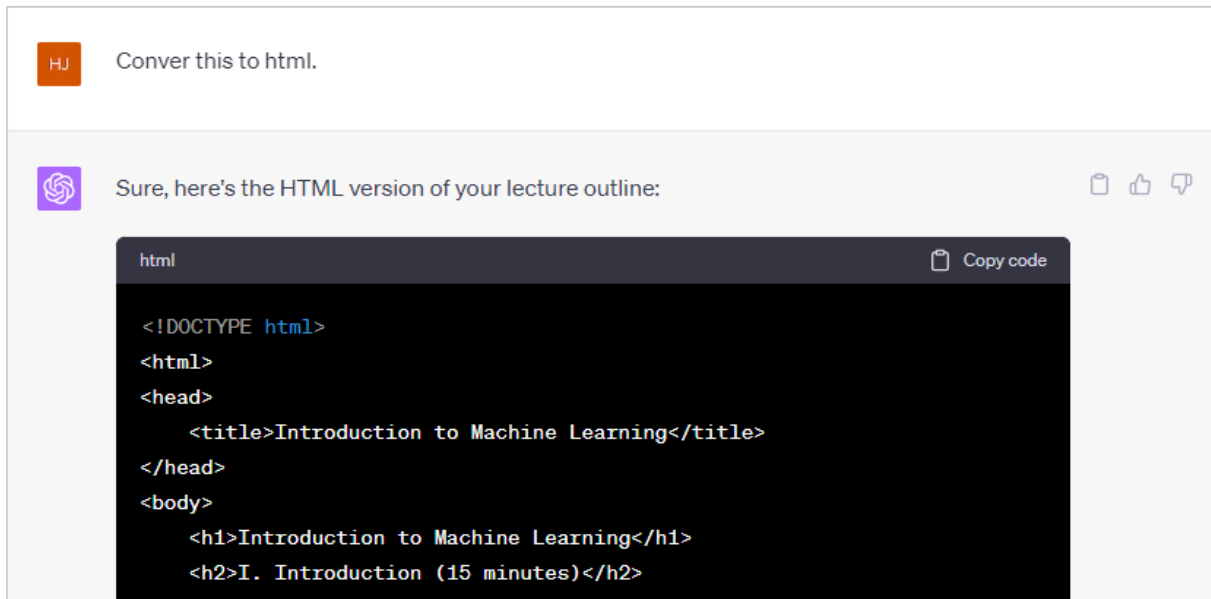 HJ
Conver this to html.
Sure, here's the HTML version of your lecture outline:
html
Copy code
<!DOCTYPE html>
<html>
<head>
    <title>Introduction to Machine Learning</title>
</head>
<body>
    <h1>Introduction to Machine Learning</h1>
    <h2>I. Introduction (15 minutes)</h2>